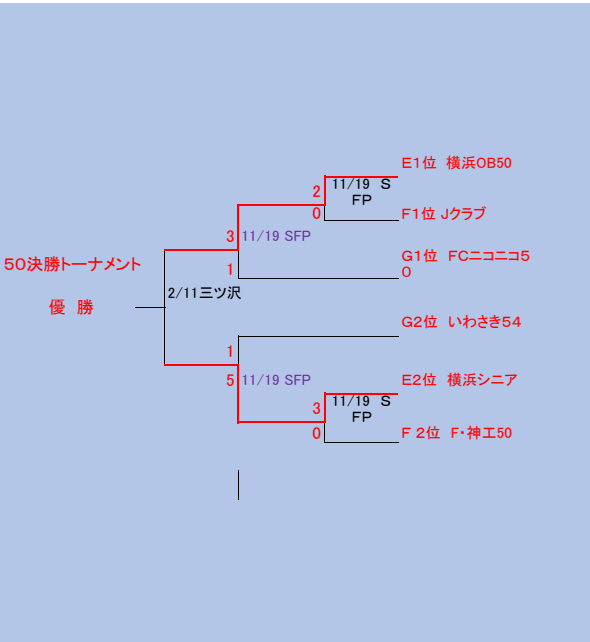 E1位 横浜OB50
2
11/19 S
FP
0
F1位 Jクラブ
3
11/19 SFP
G1位 FCニコニコ5
0
1
50決勝トーナメント
2/11三ツ沢
優 勝
G2位 いわさき54
1
5
11/19 SFP
E2位 横浜シニア
11/19 S
FP
3
0
F 2位 F・神工50